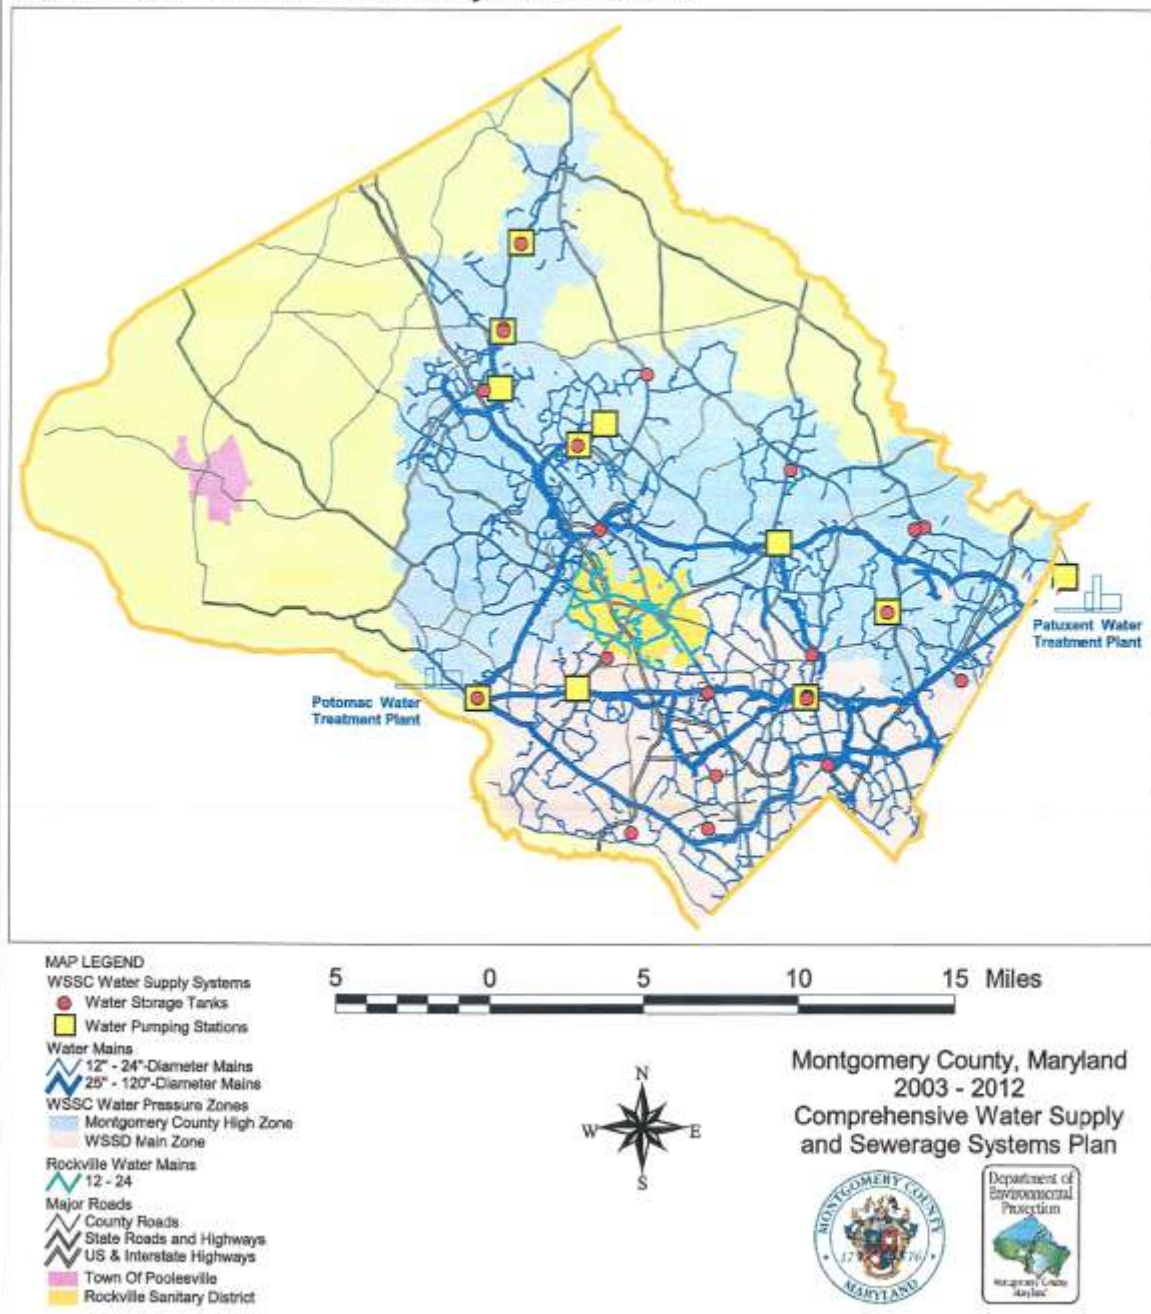 Potomac Water
Treatment Plant
Patuxent Water
Treatment Plant
MAP LEGEND
WSSC Water Supply Systems
Water Storage Tanks
Water Pumping Stations
Water Mains
12" - 24"-Diameter Mains
25" - 120"-Diameter Mains
WSSC Water Pressure Zones
Montgomery County High Zone
WSSD Main Zone
Rockville Water Mains
12 - 24
Major Roads
County Roads
State Roads and Highways
US & Interstate Highways
Town Of Poolesville
Rockville Sanitary District
5 0 5 10 15 Miles
N
W E
S
Montgomery County, Maryland
2003 - 2012
Comprehensive Water Supply
and Sewerage Systems Plan
MONTGOMERY COUNTY
17 76
MARYLAND
Department of
Environmental
Protection
Montgomery County
Maryland